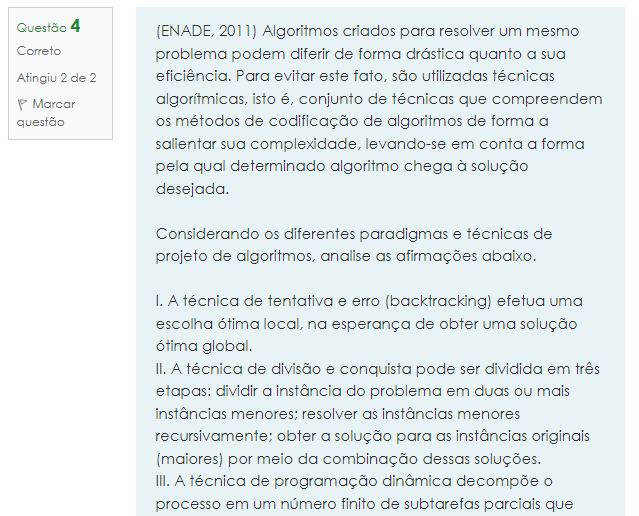 Questão 4
Correto
Atingiu 2 de 2
Marcar
questão
(ENADE, 2011) Algoritmos criados para resolver um mesmo
problema podem diferir de forma drástica quanto a sua
eficiência. Para evitar este fato, são utilizadas técnicas
algorítmicas, isto é, conjunto de técnicas que compreendem
os métodos de codificação de algoritmos de forma a
salientar sua complexidade, levando-se em conta a forma
pela qual determinado algoritmo chega à solução
desejada.
Considerando os diferentes paradigmas e técnicas de
projeto de algoritmos, analise as afirmações abaixo.
I. A técnica de tentativa e erro (backtracking) efetua uma
escolha ótima local, na esperança de obter uma solução
ótima global.
II. A técnica de divisão e conquista pode ser dividida em três
etapas: dividir a instância do problema em duas ou mais
instâncias menores; resolver as instâncias menores
recursivamente; obter a solução para as instâncias originais
(maiores) por meio da combinação dessas soluções.
III. A técnica de programação dinâmica decompõe o
processo em um número finito de subtarefas parciais que